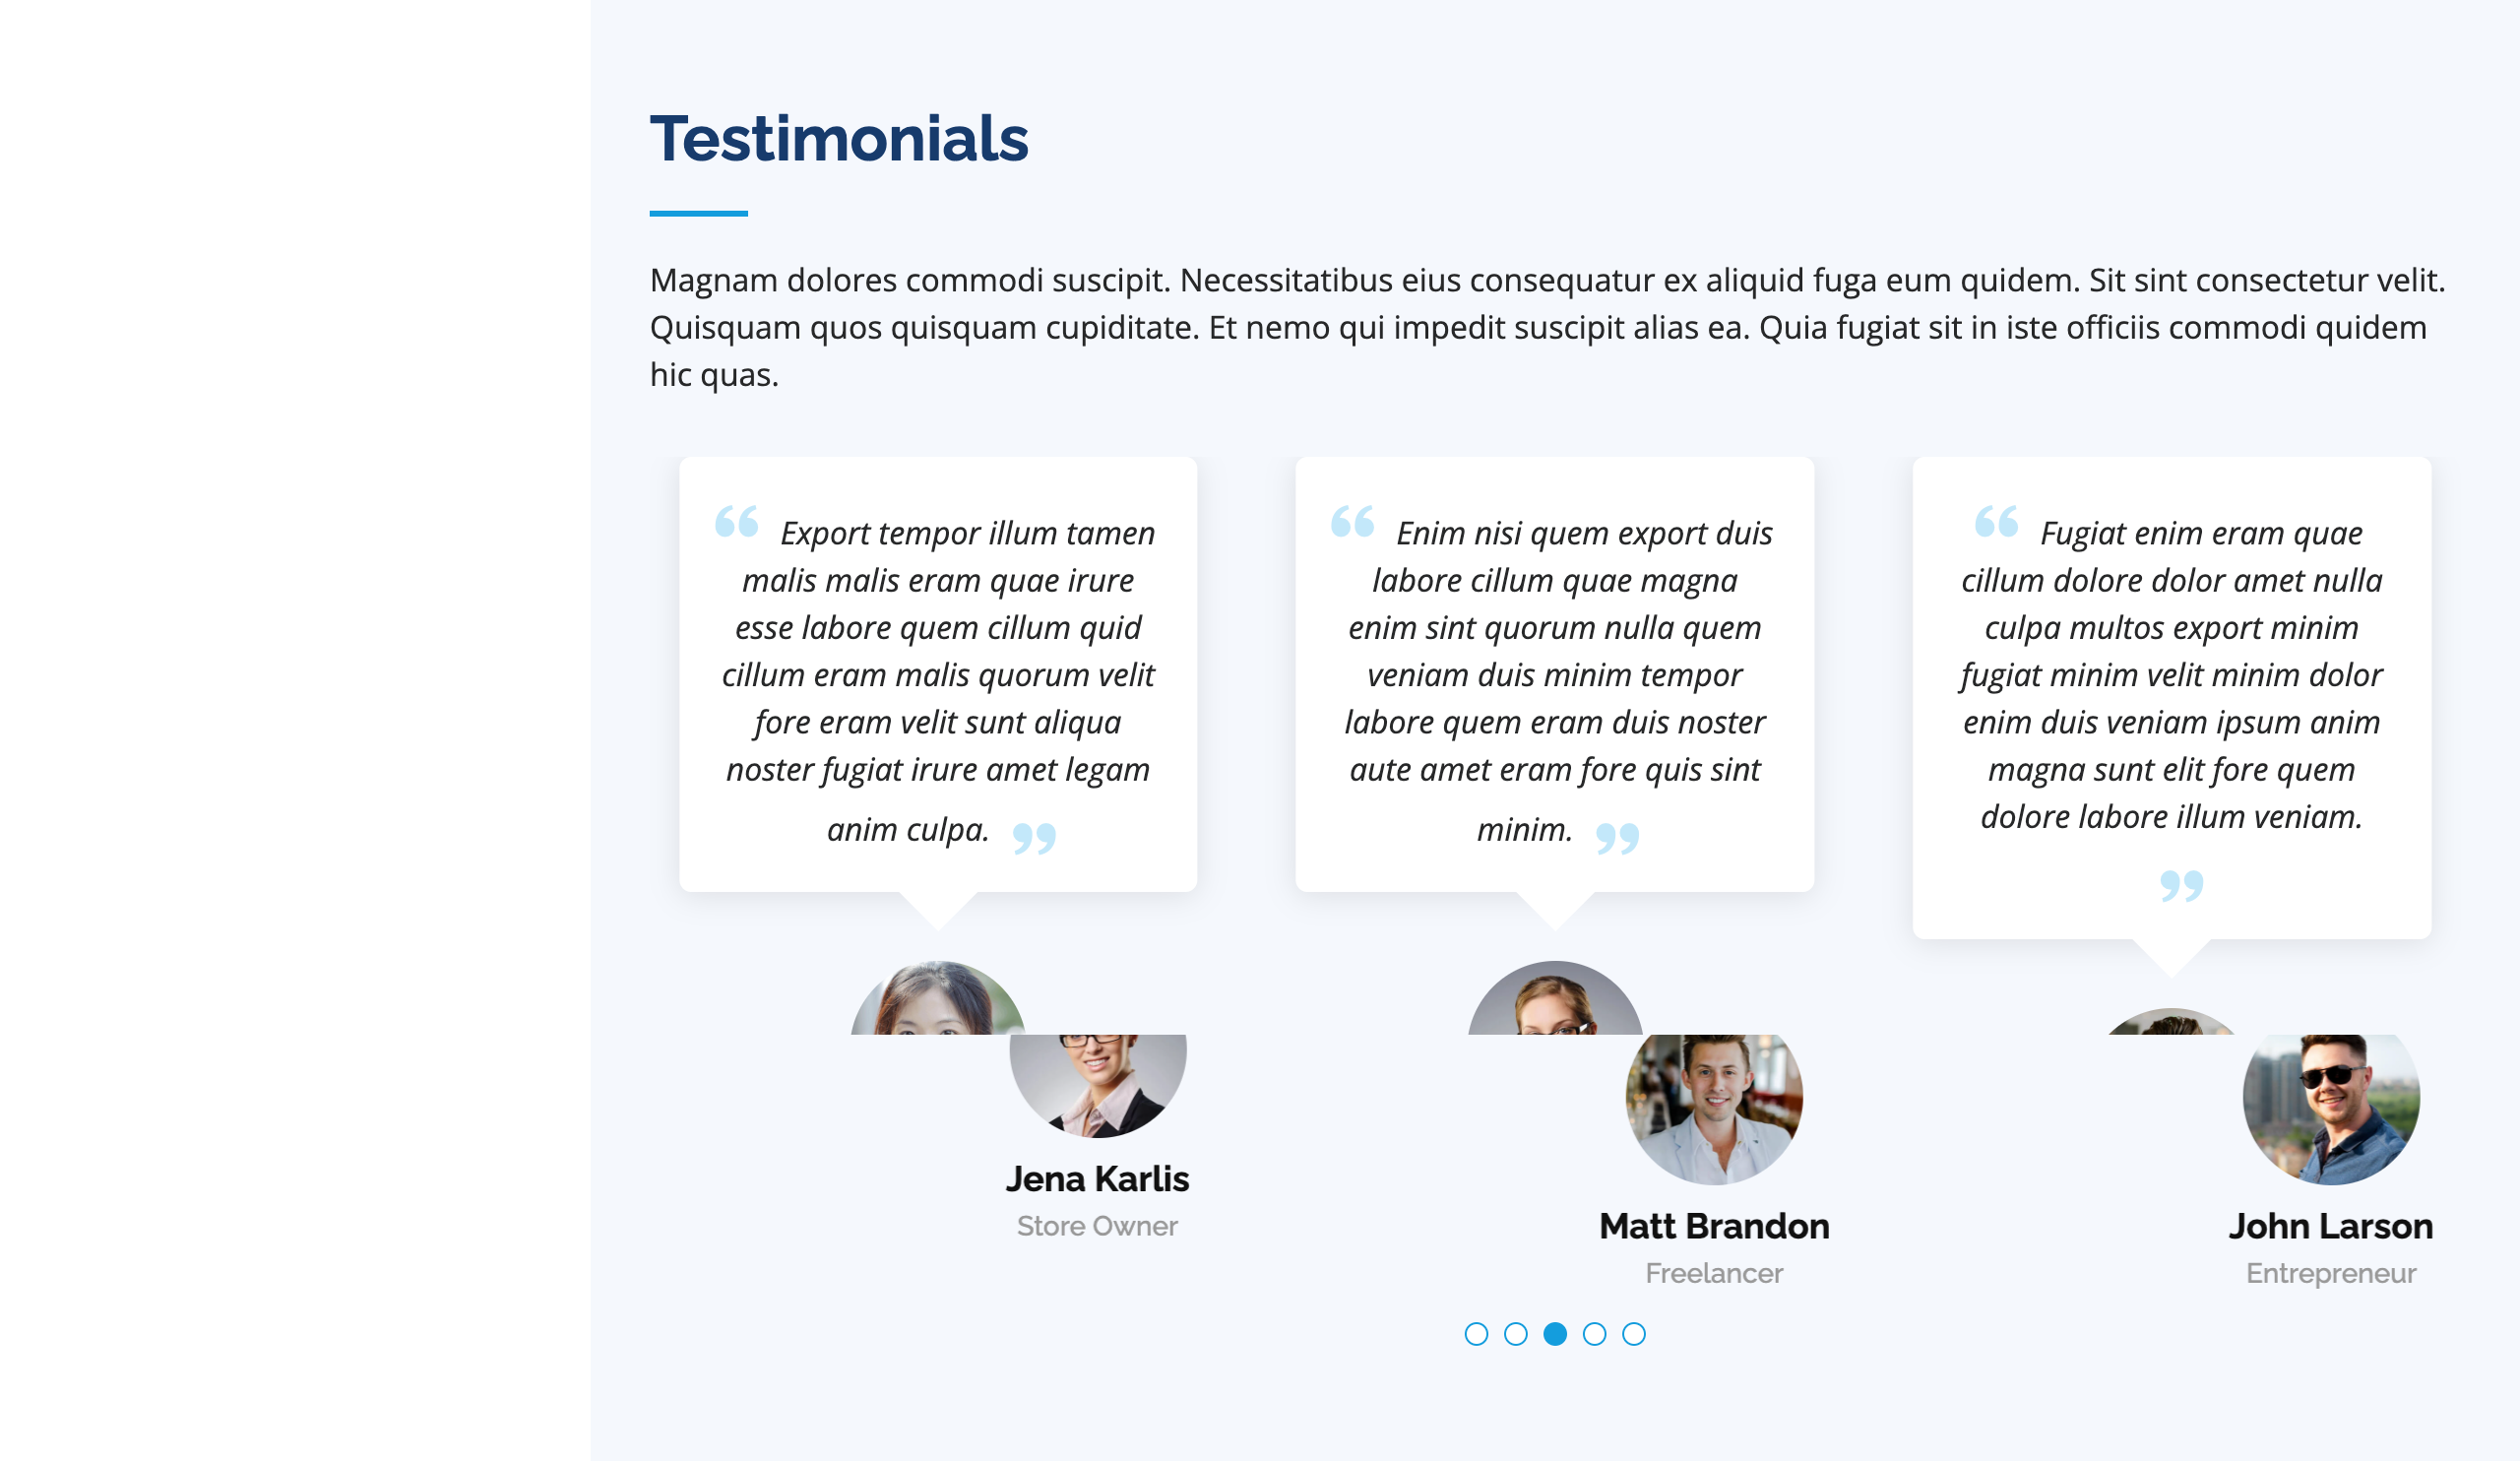 Testimonials
Magnam dolores commodi suscipit. Necessitatibus eius consequatur ex aliquid fuga eum quidem. Sit sint consectetur velit.
Quisquam quos quisquam cupiditate. Et nemo qui impedit suscipit alias ea. Quia fugiat sit in iste officiis commodi quidem
hic quas.
“ Export tempor illum tamen
malis malis eram quae irure
esse labore quem cillum quid
cillum eram malis quorum velit
fore eram velit sunt aliqua
noster fugiat irure amet legam
anim culpa. ”
“ Enim nisi quem export duis
labore cillum quae magna
enim sint quorum nulla quem
veniam duis minim tempor
labore quem eram duis noster
aute amet eram fore quis sint
minim. ”
“ Fugiat enim eram quae
cillum dolore dolor amet nulla
culpa multos export minim
fugiat minim velit minim dolor
enim duis veniam ipsum anim
magna sunt elit fore quem
dolore labore illum veniam.
”
Jena Karlis
Store Owner
Matt Brandon
Freelancer
John Larson
Entrepreneur